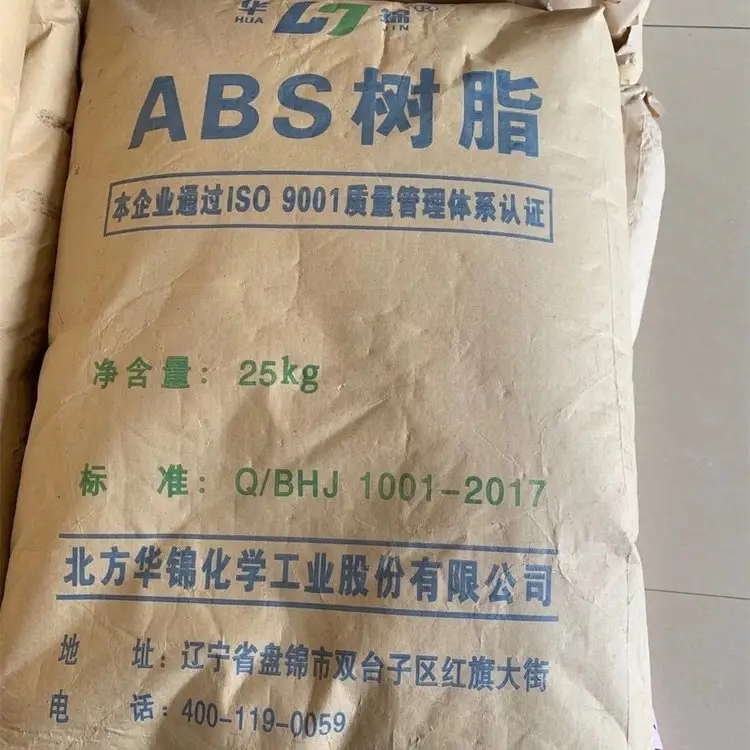 华 锦®
HUA JIN
ABS树脂
本企业通过ISO 9001质量管理体系认证
净含量：25kg
标 准：Q/BHJ 1001-2017
北方华锦化学工业股份有限公司
地 址：辽宁省盘锦市双台子区红旗大街
电 话：400-119-0059